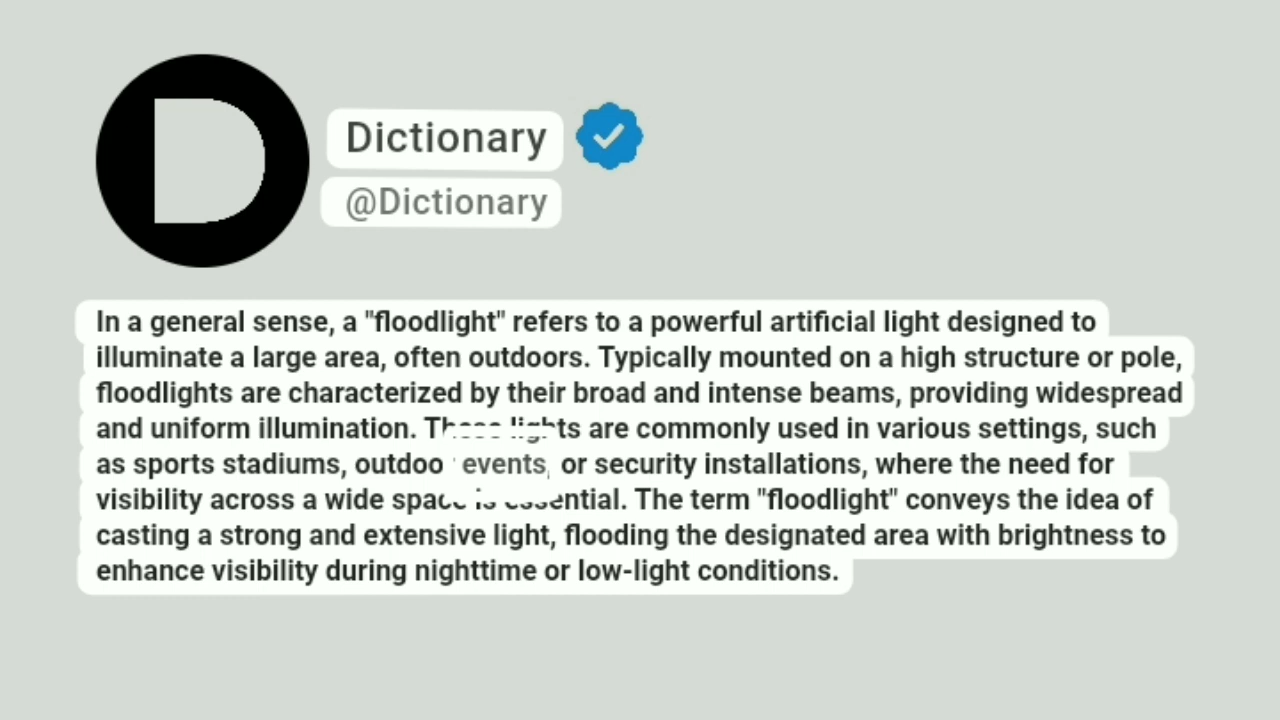 D
Dictionary
@Dictionary
In a general sense, a "floodlight" refers to a powerful artificial light designed to
illuminate a large area, often outdoors. Typically mounted on a high structure or pole,
floodlights are characterized by their broad and intense beams, providing widespread
and uniform illumination. These lights are commonly used in various settings, such
as sports stadiums, outdoo events, or security installations, where the need for
visibility across a wide space is essential. The term "floodlight" conveys the idea of
casting a strong and extensive light, flooding the designated area with brightness to
enhance visibility during nighttime or low-light conditions.